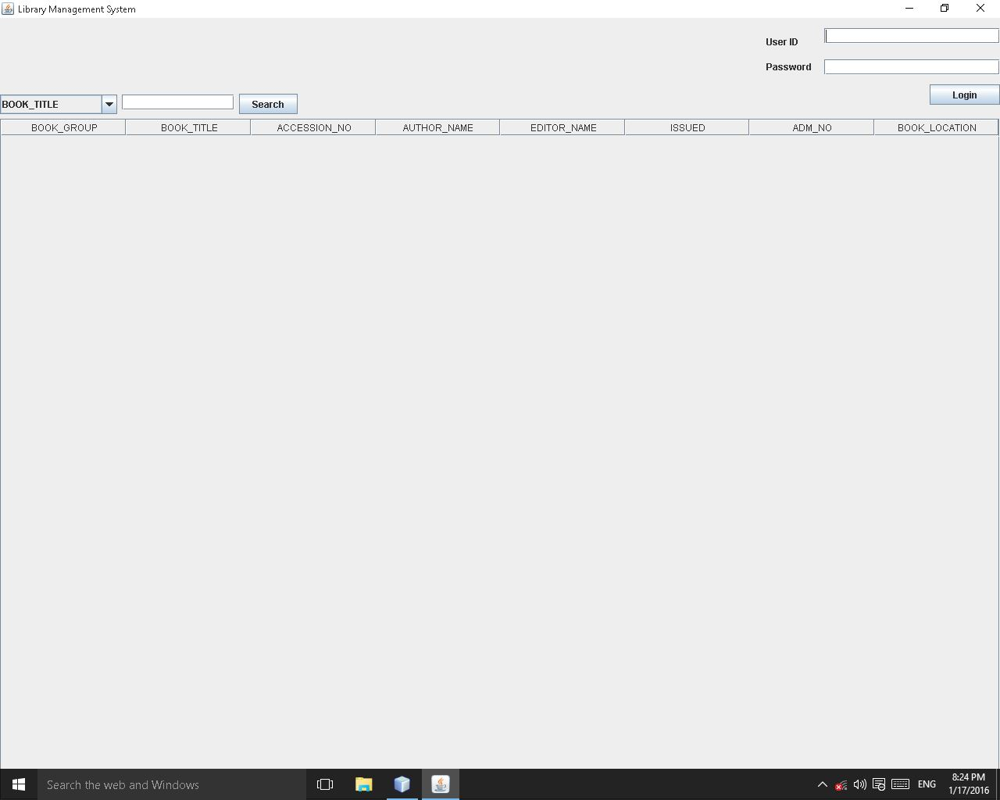 Library Management System
User ID
Password
Login
BOOK_TITLE
Search
BOOK_GROUP BOOK_TITLE ACCESSION_NO AUTHOR_NAME EDITOR_NAME ISSUED ADM_NO BOOK_LOCATION
Search the web and Windows
ENG
8:24 PM
1/17/2016